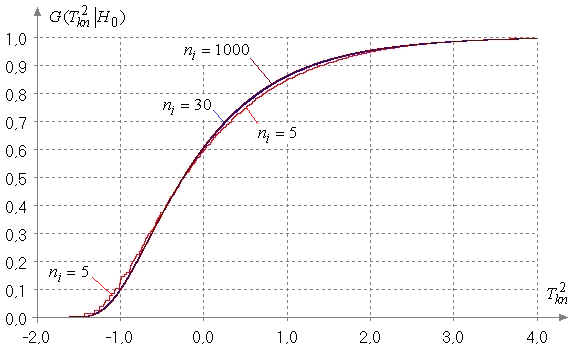 G(T²ₖₙ|H₀)
1,0
0,9
nᵢ = 1000
0,8
nᵢ = 30
0,7
nᵢ = 5
0,6
0,5
0,4
0,3
0,2
nᵢ = 5
0,1
T²ₖₙ
0,0
-2.0 -1.0 0.0 1.0 2.0 3.0 4.0